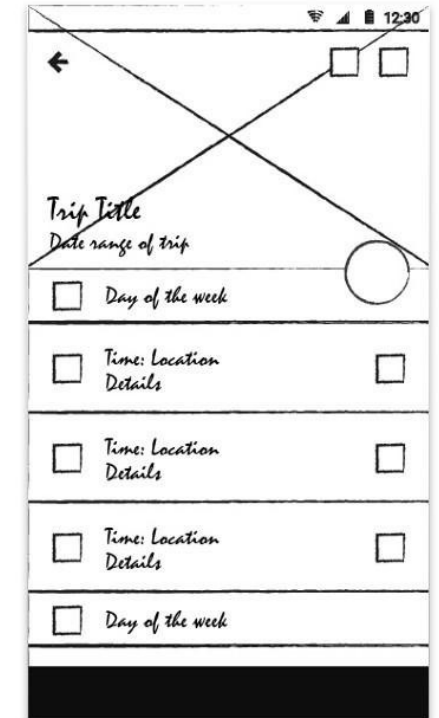 12:30
Trip Title
Date range of trip
Day of the week
Time: Location
Details
Time: Location
Details
Time: Location
Details
Day of the week